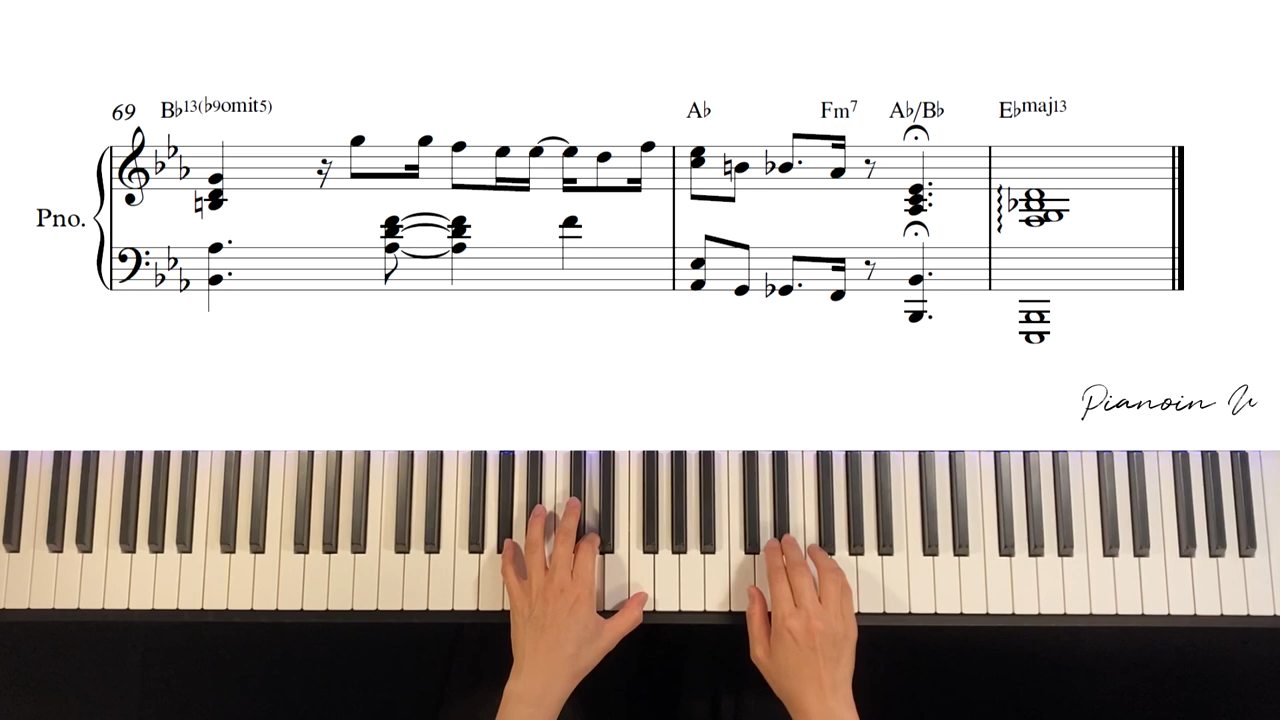 69 B♭13(♭9omit5) A♭ Fm7 A♭/B♭ E♭maj13
Pno.
Pianoin U